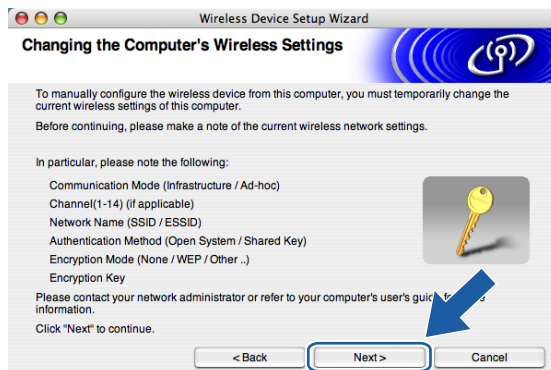 Wireless Device Setup Wizard
Changing the Computer's Wireless Settings
To manually configure the wireless device from this computer, you must temporarily change the
current wireless settings of this computer.
Before continuing, please make a note of the current wireless network settings.
In particular, please note the following:
Communication Mode (Infrastructure / Ad-hoc)
Channel(1-14) (if applicable)
Network Name (SSID / ESSID)
Authentication Method (Open System / Shared Key)
Encryption Mode (None / WEP / Other ..)
Encryption Key
Please contact your network administrator or refer to your computer's user's
information.
Click "Next" to continue.
< Back Next > Cancel